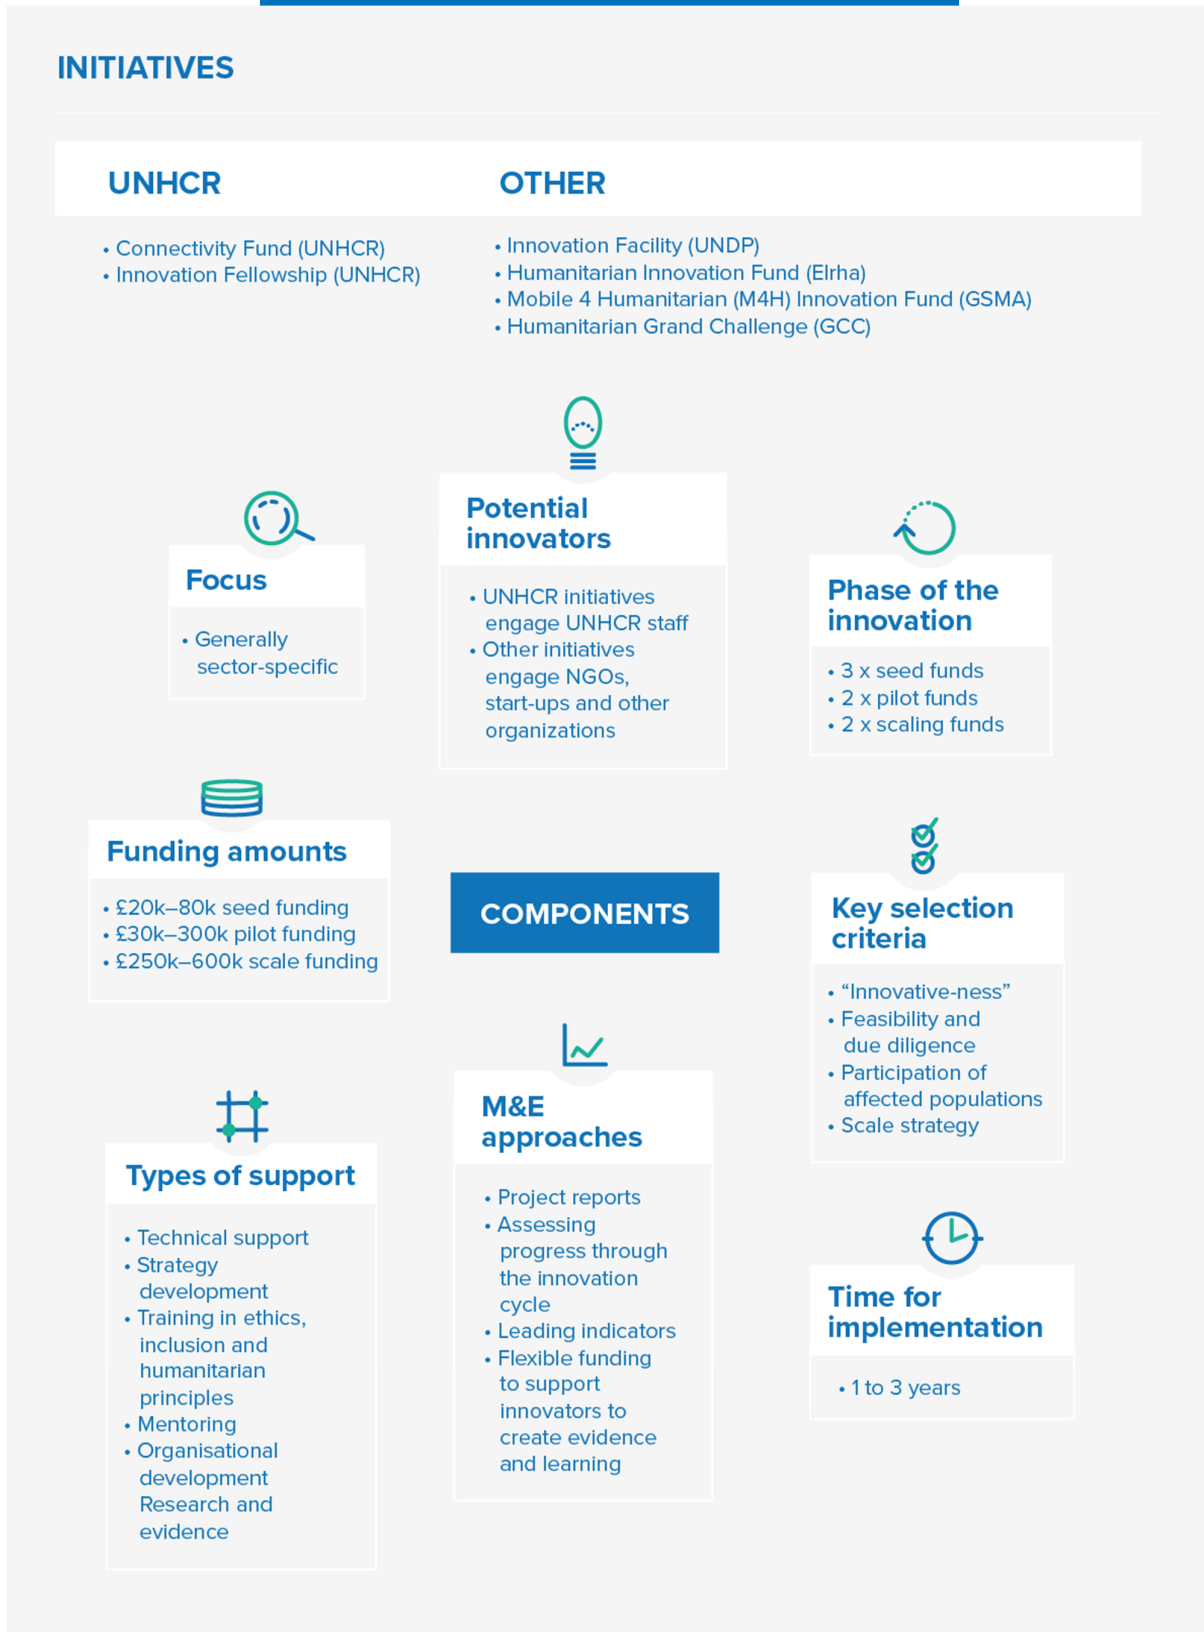 INITIATIVES
UNHCR
• Connectivity Fund (UNHCR)
• Innovation Fellowship (UNHCR)
OTHER
• Innovation Facility (UNDP)
• Humanitarian Innovation Fund (Elrha)
• Mobile 4 Humanitarian (M4H) Innovation Fund (GSMA)
• Humanitarian Grand Challenge (GCC)
Focus
• Generally
sector-specific
Potential
innovators
• UNHCR initiatives
engage UNHCR staff
• Other initiatives
engage NGOs,
start-ups and other
organizations
Phase of the
innovation
• 3 x seed funds
• 2 x pilot funds
• 2 x scaling funds
Funding amounts
• £20k–80k seed funding
• £30k–300k pilot funding
• £250k–600k scale funding
COMPONENTS
Key selection
criteria
• “Innovative-ness”
• Feasibility and
due diligence
• Participation of
affected populations
• Scale strategy
Types of support
• Technical support
• Strategy
development
• Training in ethics,
inclusion and
humanitarian
principles
• Mentoring
• Organisational
development
Research and
evidence
M&E
approaches
• Project reports
• Assessing
progress through
the innovation
cycle
• Leading indicators
• Flexible funding
to support
innovators to
create evidence
and learning
Time for
implementation
• 1 to 3 years